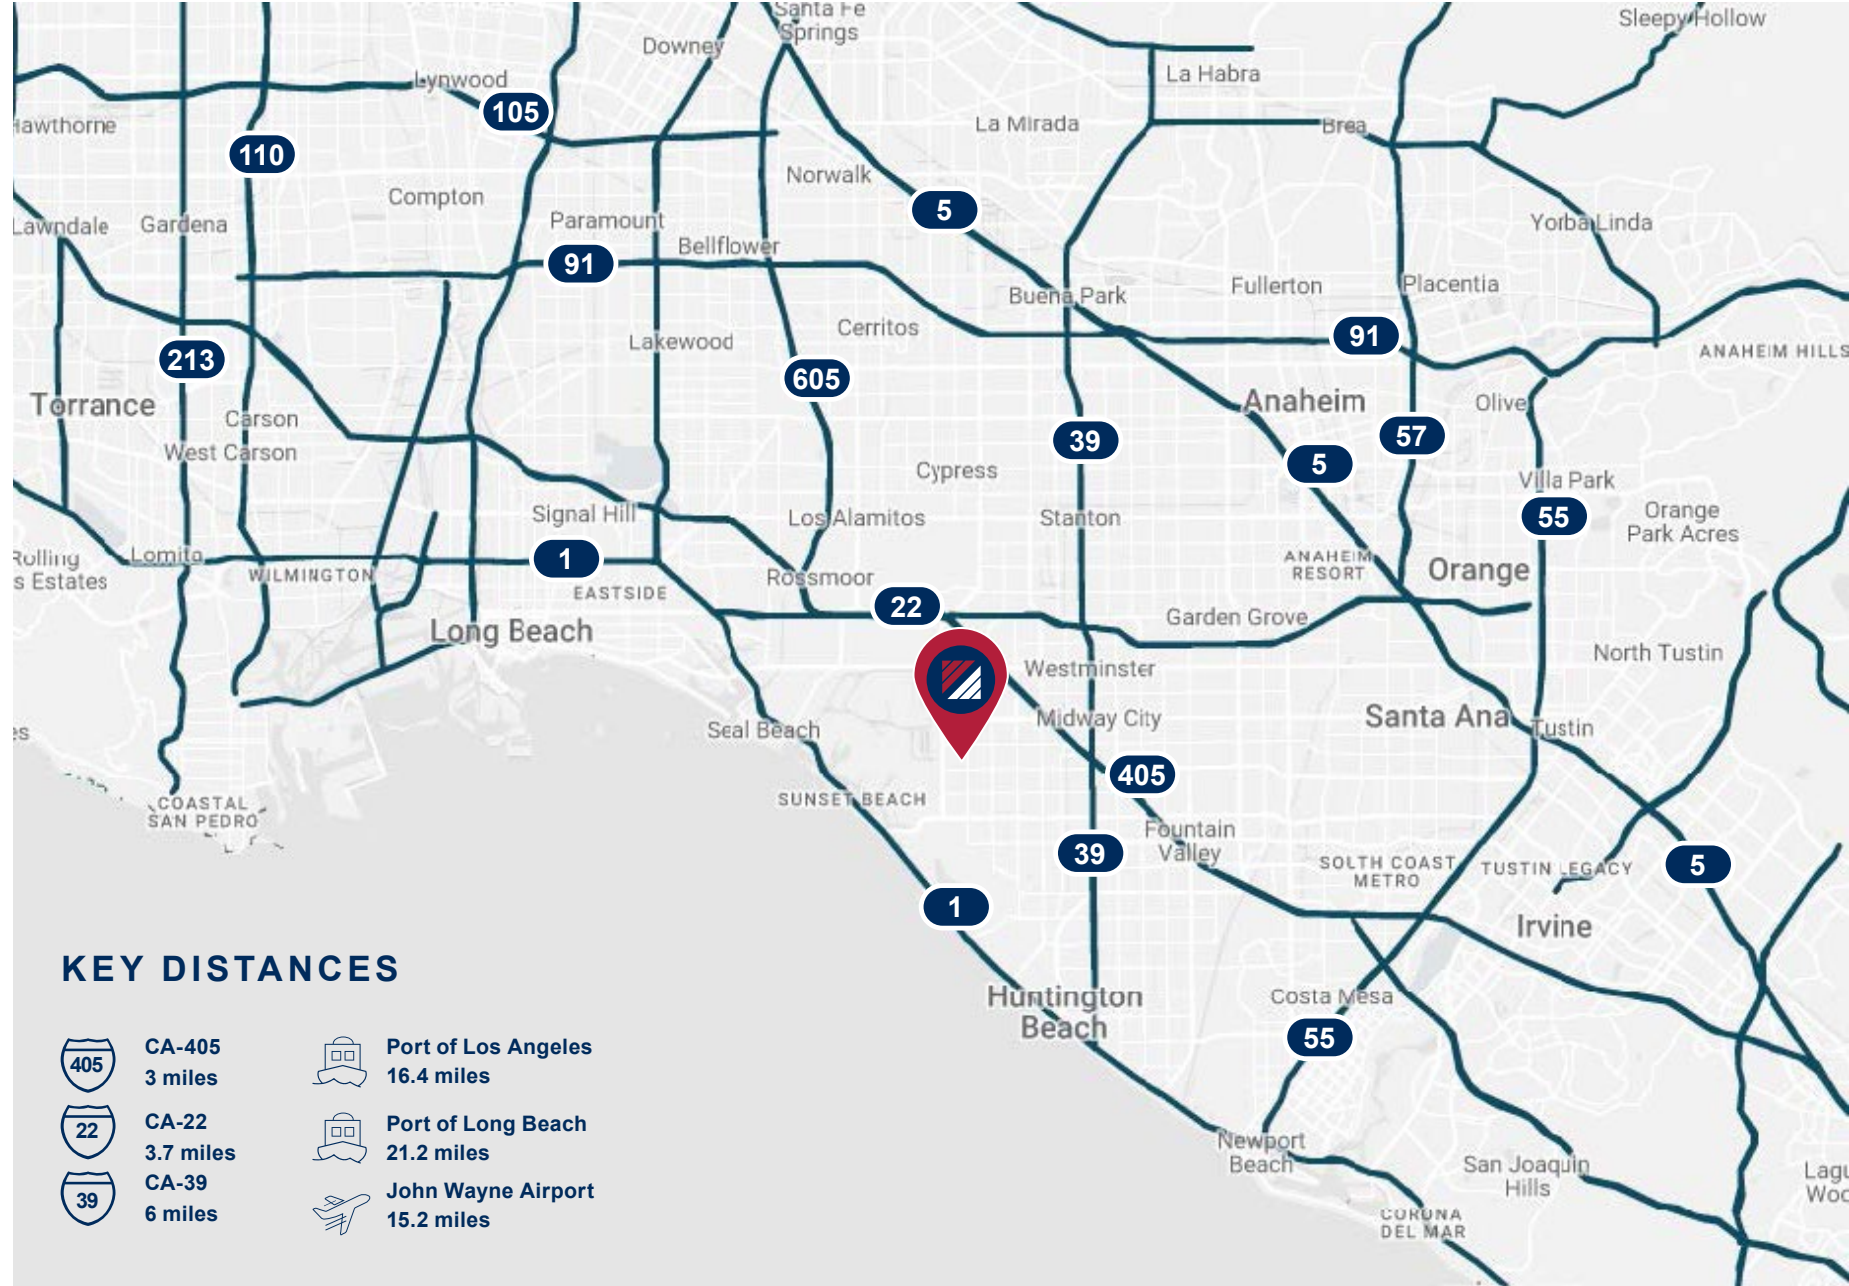 Santa Fe
Springs
Sleepy Hollow
Downey
La Habra
Lynwood
105
Hawthorne
La Mirada
Brea
110
Norwalk
Compton
5
Lawndale
Gardena
Paramount
Yorba Linda
Bellflower
91
Buena Park
Fullerton
Placentia
Cerritos
Lakewood
91
ANAHEIM HILLS
213
605
Torrance
Anaheim
Olive
Carson
39
57
West Carson
5
Cypress
Villa Park
Signal Hill
Los Alamitos
Stanton
55
Orange
Park Acres
Rolling
s Estates
Lomita
1
WILMINGTON
EASTSIDE
Rossmoor
ANAHEIM
RESORT
Orange
22
Garden Grove
Long Beach
Westminster
North Tustin
es
Seal Beach
Midway City
Santa Ana
Tustin
405
COASTAL
SAN PEDRO
SUNSET BEACH
Fountain
Valley
39
SOLTH COAST
METRO
TUSTIN LEGACY
5
1
Irvine
Huntington
Beach
Costa Mesa
55
Newport
Beach
San Joaquin
Hills
Lagu
Woo
CORONA
DEL MAR
KEY DISTANCES
405
CA-405
3 miles
22
CA-22
3.7 miles
39
CA-39
6 miles
Port of Los Angeles
16.4 miles
Port of Long Beach
21.2 miles
John Wayne Airport
15.2 miles